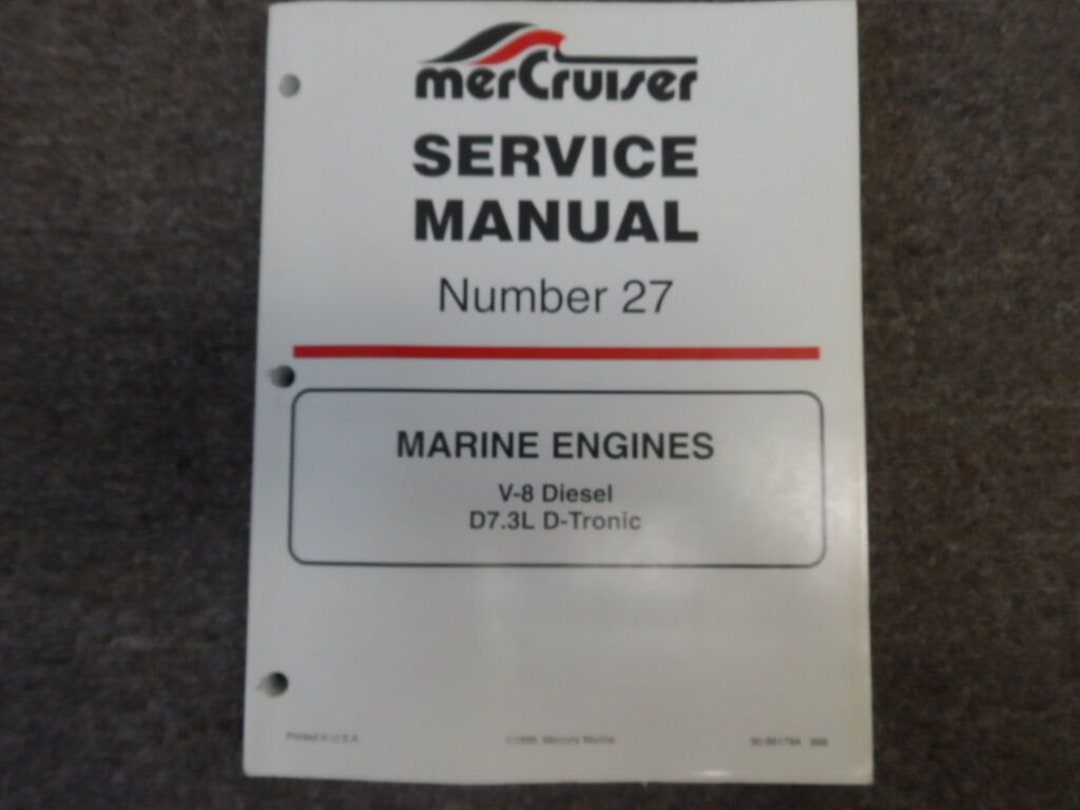 merCruiser
SERVICE
MANUAL
Number 27
MARINE ENGINES
V-8 Diesel
D7.3L D-Tronic
Printed in U.S.A.
Mercury Marine